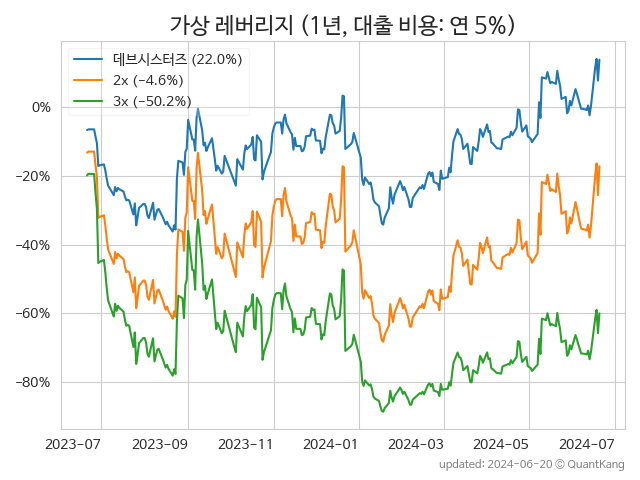 가상 레버리지 (1년, 대출 비용: 연 5%)
데브시스터즈 (22.0%)
2x (−4.6%)
3x (−50.2%)
0%
−20%
−40%
−60%
−80%
2023-07 2023-09 2023-11 2024-01 2024-03 2024-05 2024-07
updated: 2024-06-20 © QuantKang